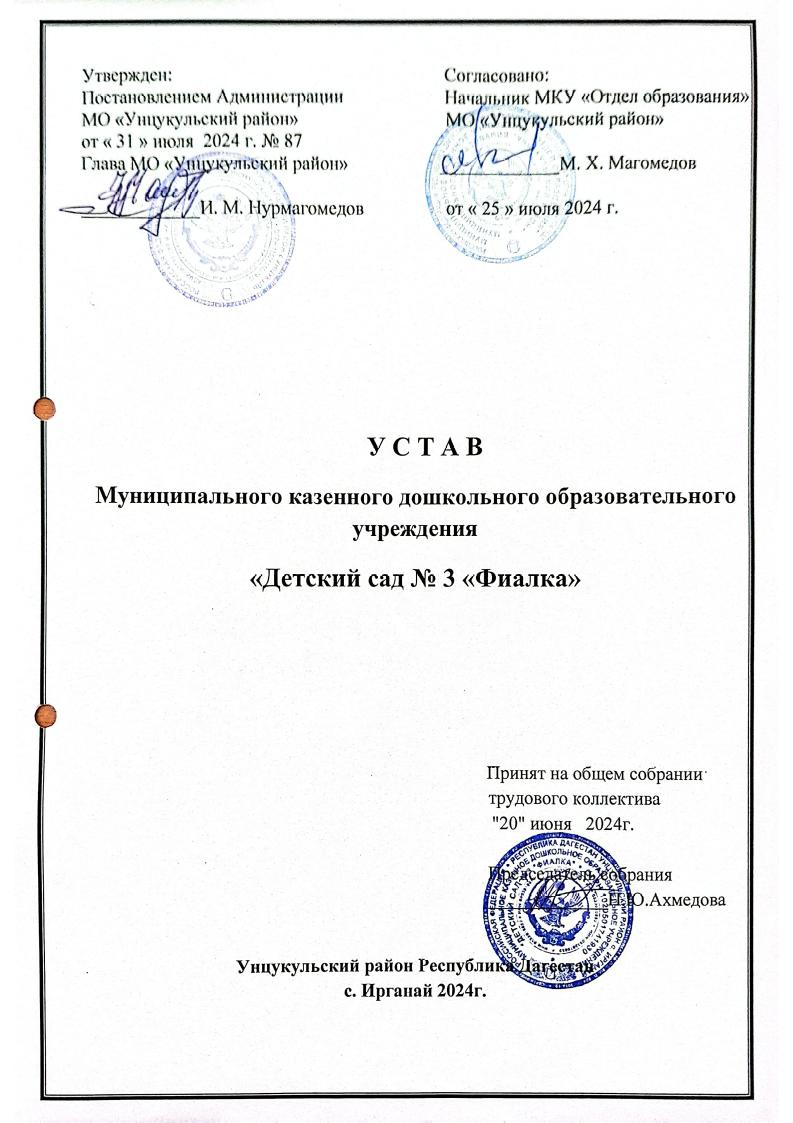 Утвержден:
Постановлением Администрации
МО «Унцукульский район»
от « 31 » июля 2024 г. № 87
Глава МО «Унцукульский район»
И. М. Нурмагомедов
Согласовано:
Начальник МКУ «Отдел образования»
МО «Унцукульский район»
М. Х. Магомедов
от « 25 » июля 2024 г.
У С Т А В
Муниципального казенного дошкольного образовательного
учреждения
«Детский сад № 3 «Фиалка»
Принят на общем собрании
трудового коллектива
"20" июня 2024г.
Председатель собрания
Ю.Ахмедова
Унцукульский район Республика Дагестан
с. Ирганай 2024г.